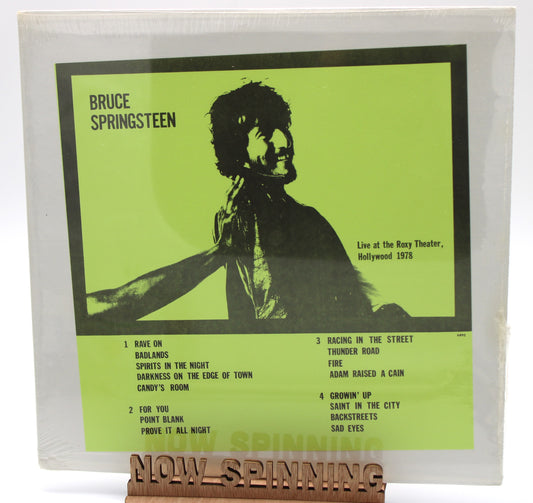 BRUCE
SPRINGSTEEN
Live at the Roxy Theater,
Hollywood 1978
1 RAVE ON
BADLANDS
SPIRITS IN THE NIGHT
DARKNESS ON THE EDGE OF TOWN
CANDY'S ROOM
2 FOR YOU
POINT BLANK
PROVE IT ALL NIGHT
3 RACING IN THE STREET
THUNDER ROAD
FIRE
ADAM RAISED A CAIN
4 GROWIN' UP
SAINT IN THE CITY
BACKSTREETS
SAD EYES
NOW SPINNING
NOW SPINNING